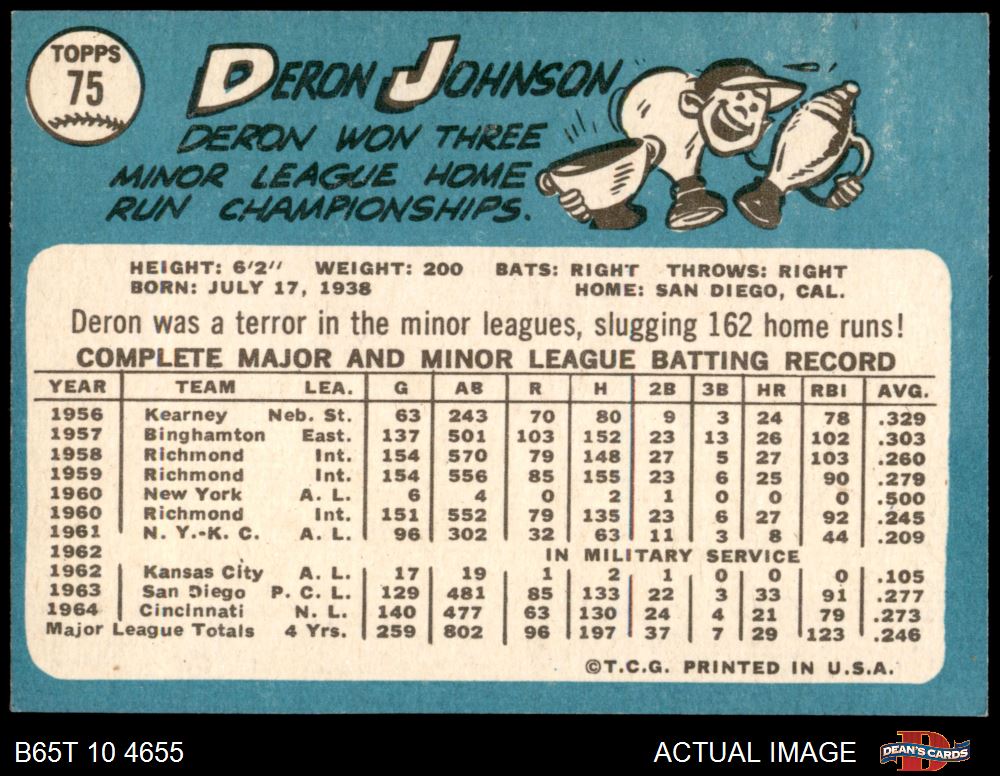 TOPPS
75
DERON JOHNSON
DERON WON THREE
MINOR LEAGUE HOME
RUN CHAMPIONSHIPS.
HEIGHT: 6'2" WEIGHT: 200 BATS: RIGHT THROWS: RIGHT
BORN: JULY 17, 1938 HOME: SAN DIEGO, CAL.
Deron was a terror in the minor leagues, slugging 162 home runs!
COMPLETE MAJOR AND MINOR LEAGUE BATTING RECORD
YEAR TEAM LEA. G AB R H 2B 3B HR RBI AVG.
1956 Kearney Neb. St. 63 243 70 80 9 3 24 78 .329
1957 Binghamton East. 137 501 103 152 23 13 26 102 .303
1958 Richmond Int. 154 570 79 148 27 5 27 103 .260
1959 Richmond Int. 154 556 85 155 23 6 25 90 .279
1960 New York A. L. 6 4 0 2 1 0 0 0 .500
1960 Richmond Int. 151 552 79 135 23 6 27 92 .245
1961 N. Y.-K. C. A. L. 96 302 32 63 11 3 8 44 .209
1962 IN MILITARY SERVICE
1962 Kansas City A. L. 17 19 1 2 1 0 0 0 .105
1963 San Diego P. C. L. 129 481 85 133 22 3 33 91 .277
1964 Cincinnati N. L. 140 477 63 130 24 4 21 79 .273
Major League Totals 4 Yrs. 259 802 96 197 37 7 29 123 .246
©T.C.G. PRINTED IN U.S.A.
B65T 10 4655 ACTUAL IMAGE DEAN'S CARDS